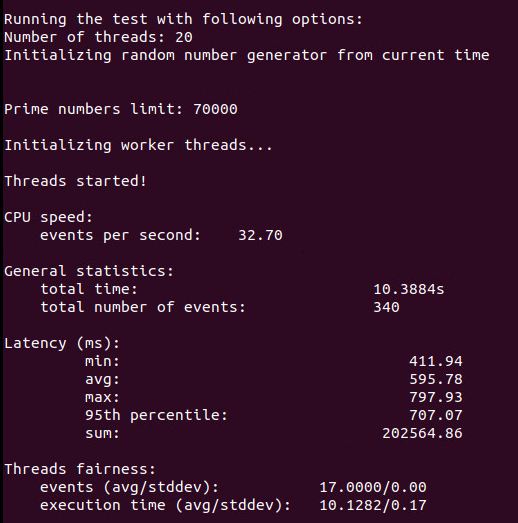 Running the test with following options:
Number of threads: 20
Initializing random number generator from current time
Prime numbers limit: 70000
Initializing worker threads...
Threads started!
CPU speed:
events per second: 32.70
General statistics:
total time: 10.3884s
total number of events: 340
Latency (ms):
min: 411.94
avg: 595.78
max: 797.93
95th percentile: 707.07
sum: 202564.86
Threads fairness:
events (avg/stddev): 17.0000/0.00
execution time (avg/stddev): 10.1282/0.17